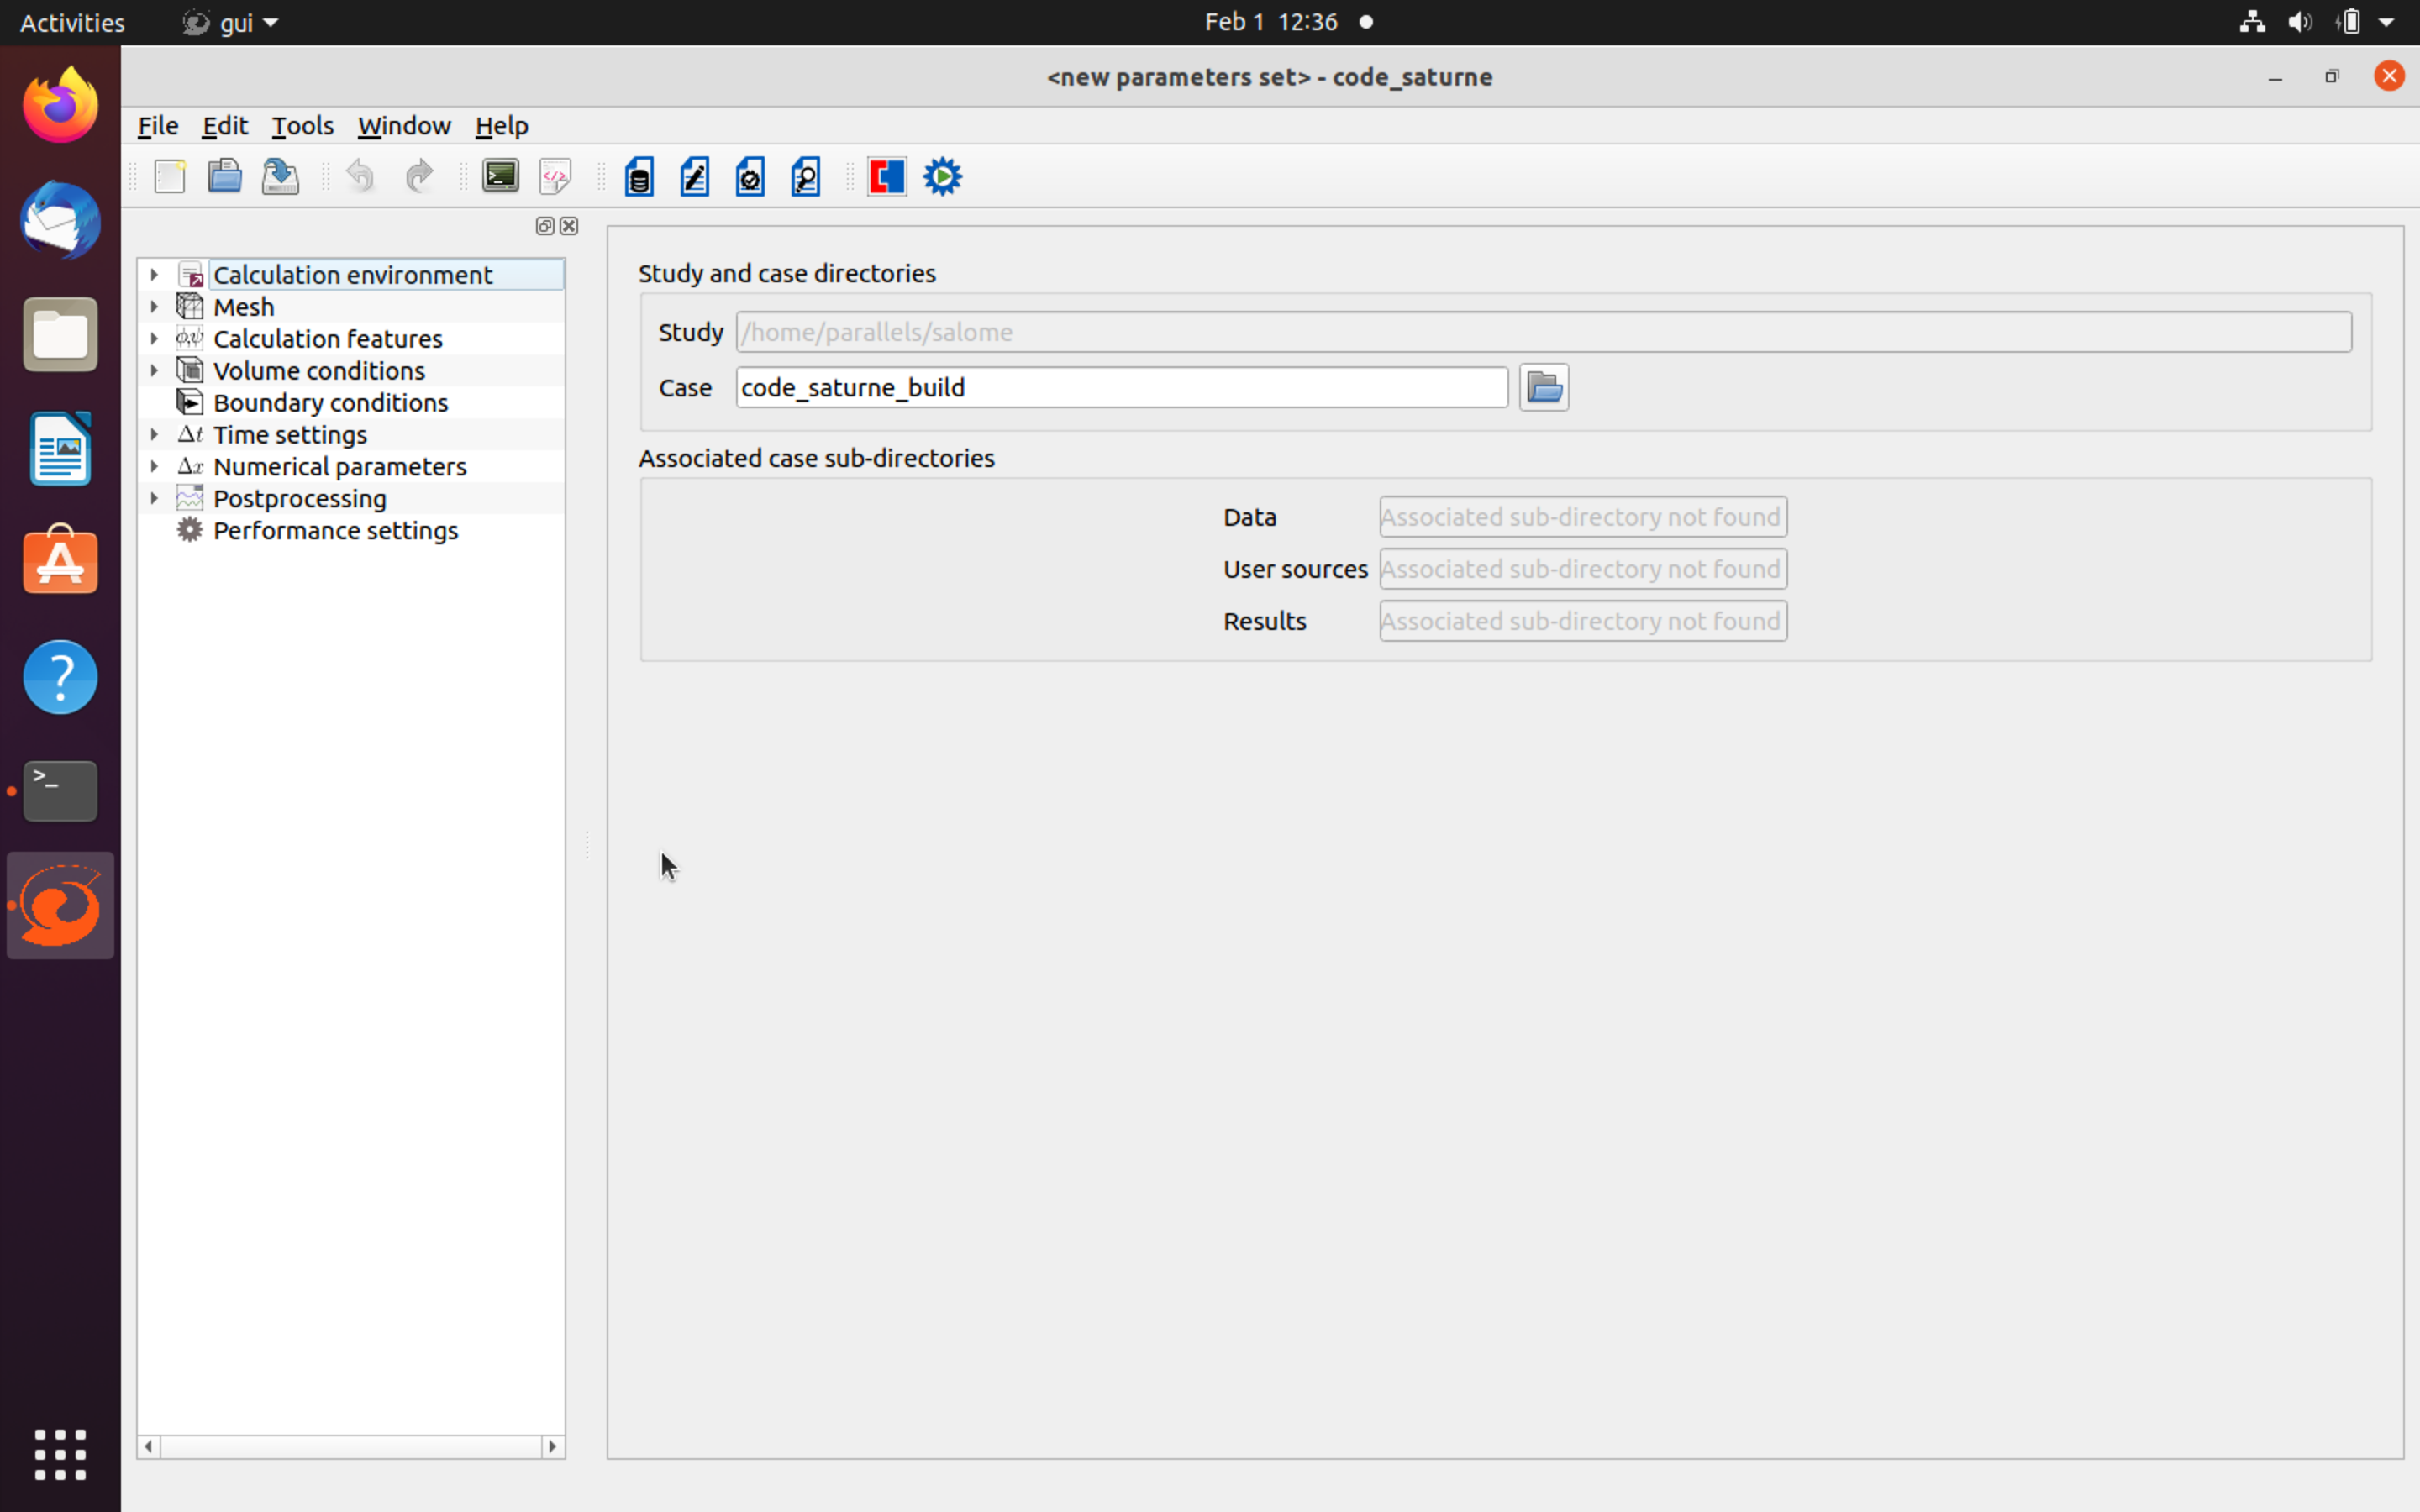 Activities gui Feb 1 12:36
<new parameters set> - code_saturne
File Edit Tools Window Help
Calculation environment
Mesh
Calculation features
Volume conditions
Boundary conditions
Δt Time settings
Δx Numerical parameters
Postprocessing
Performance settings
Study and case directories
Study /home/parallels/salome
Case code_saturne_build
Associated case sub-directories
Data Associated sub-directory not found
User sources Associated sub-directory not found
Results Associated sub-directory not found